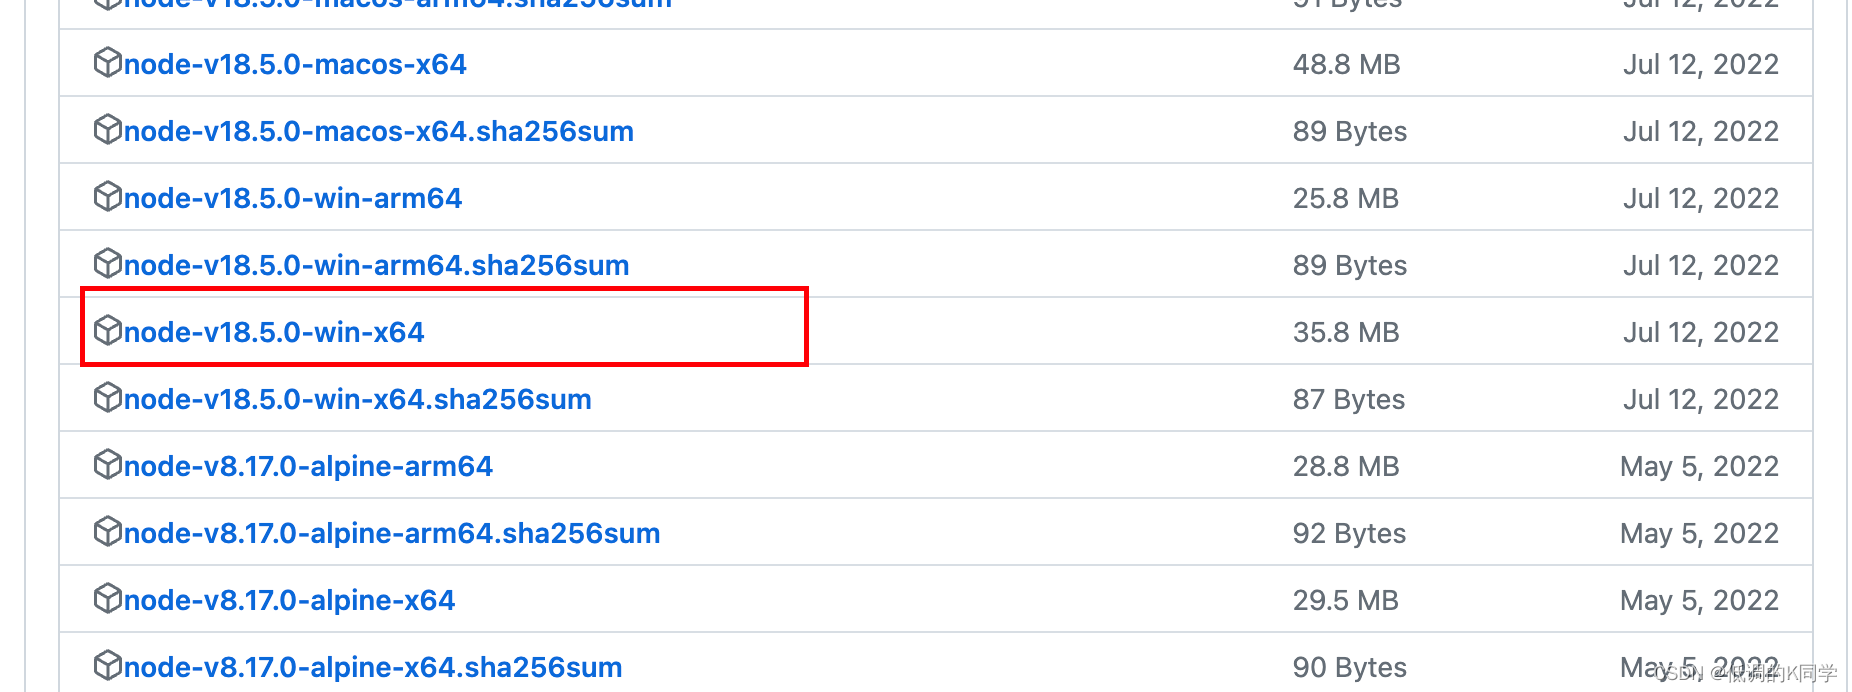 node-v18.5.0-macos-arm64.sha256sum 91 Bytes Jul 12, 2022
node-v18.5.0-macos-x64 48.8 MB Jul 12, 2022
node-v18.5.0-macos-x64.sha256sum 89 Bytes Jul 12, 2022
node-v18.5.0-win-arm64 25.8 MB Jul 12, 2022
node-v18.5.0-win-arm64.sha256sum 89 Bytes Jul 12, 2022
node-v18.5.0-win-x64 35.8 MB Jul 12, 2022
node-v18.5.0-win-x64.sha256sum 87 Bytes Jul 12, 2022
node-v8.17.0-alpine-arm64 28.8 MB May 5, 2022
node-v8.17.0-alpine-arm64.sha256sum 92 Bytes May 5, 2022
node-v8.17.0-alpine-x64 29.5 MB May 5, 2022
node-v8.17.0-alpine-x64.sha256sum 90 Bytes May 5, 2022
CSDN @低调的K同学